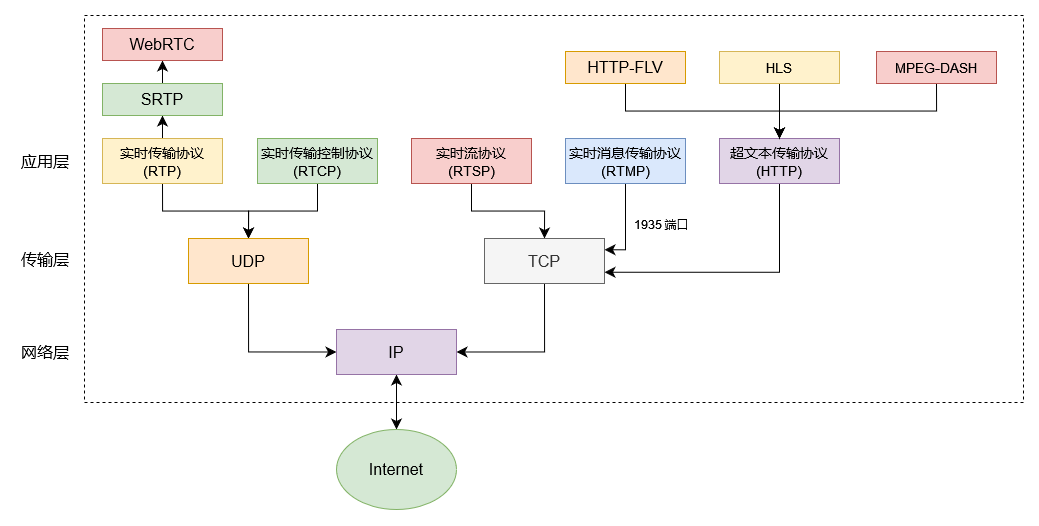 WebRTC
SRTP
HTTP-FLV
HLS
MPEG-DASH
应用层
实时传输协议
(RTP)
实时传输控制协议
(RTCP)
实时流协议
(RTSP)
实时消息传输协议
(RTMP)
超文本传输协议
(HTTP)
1935 端口
传输层
UDP
TCP
网络层
IP
Internet